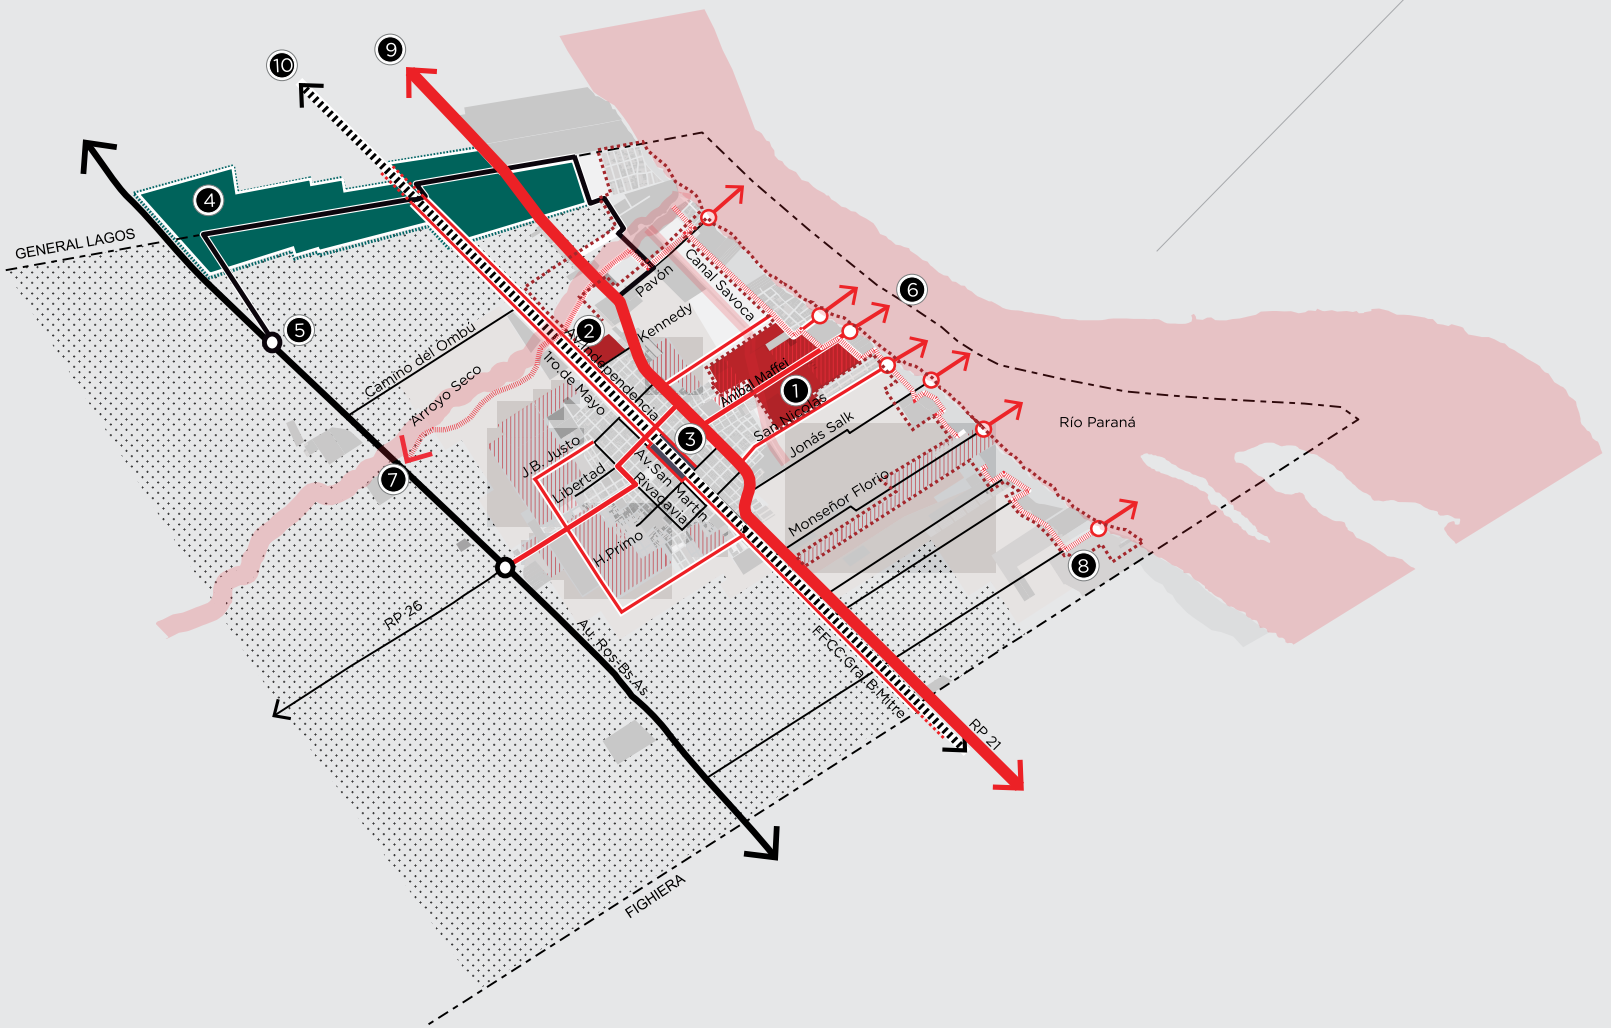 9
10
4
GENERAL LAGOS
Pavón
Canal Savoca
6
5
2
Kennedy
Camino del Ombú
Av. Independencia
1ro de Mayo
Arroyo Seco
Aníbal Maffei
1
San Nicolás
Jonás Salk
Río Paraná
3
J.B. Justo
Libertad
Av. San Martín
Rivadavia
7
Monseñor Florio
H.Primo
8
RP 26
Au. Ros-Bs.As
FFCC.Gral.B.Mitre
RP 21
FIGHIERA